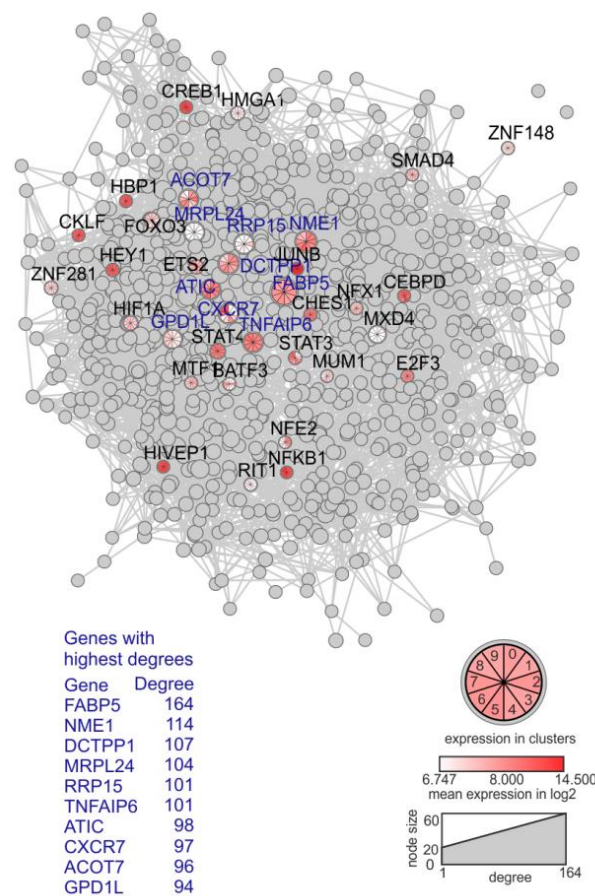 CREB1
HMGA1
ZNF148
SMAD4
ACOT7
HBP1
MRPL24
FOXO3
RRP15
NME1
CKLF
HEY1
ETS2
DCTPP1
JUNB
ZNF281
ATIC
FABP5
NFX1
CEBPD
HIF1A
CXCR7
CHES1
GPD1L
TNFAIP6
MXD4
STAT4
STAT3
MTF1
BATF3
MUM1
E2F3
NFE2
HIVEP1
NFKB1
RIT1
Genes with
highest degrees
Gene Degree
FABP5 164
NME1 114
DCTPP1 107
MRPL24 104
RRP15 101
TNFAIP6 101
ATIC 98
CXCR7 97
ACOT7 96
GPD1L 94
9 0
8 1
7 2
6 3
5 4
expression in clusters
6.747 8.000 14.500
mean expression in log2
60
20
node size
1 degree 164